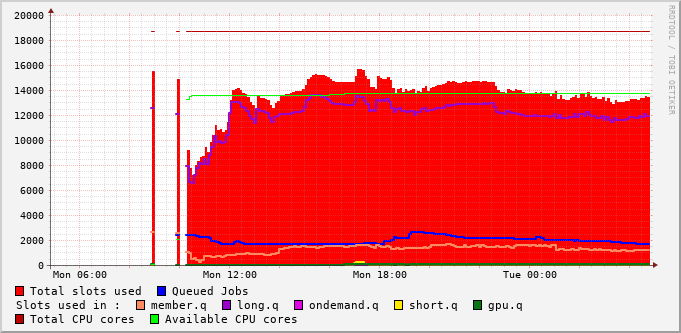 20000
18000
16000
14000
12000
10000
8000
6000
4000
2000
0
Mon 06:00 Mon 12:00 Mon 18:00 Tue 00:00
Total slots used Queued Jobs
Slots used in : member.q long.q ondemand.q short.q gpu.q
Total CPU cores Available CPU cores
RRDTOOL / TOBI OETIKER